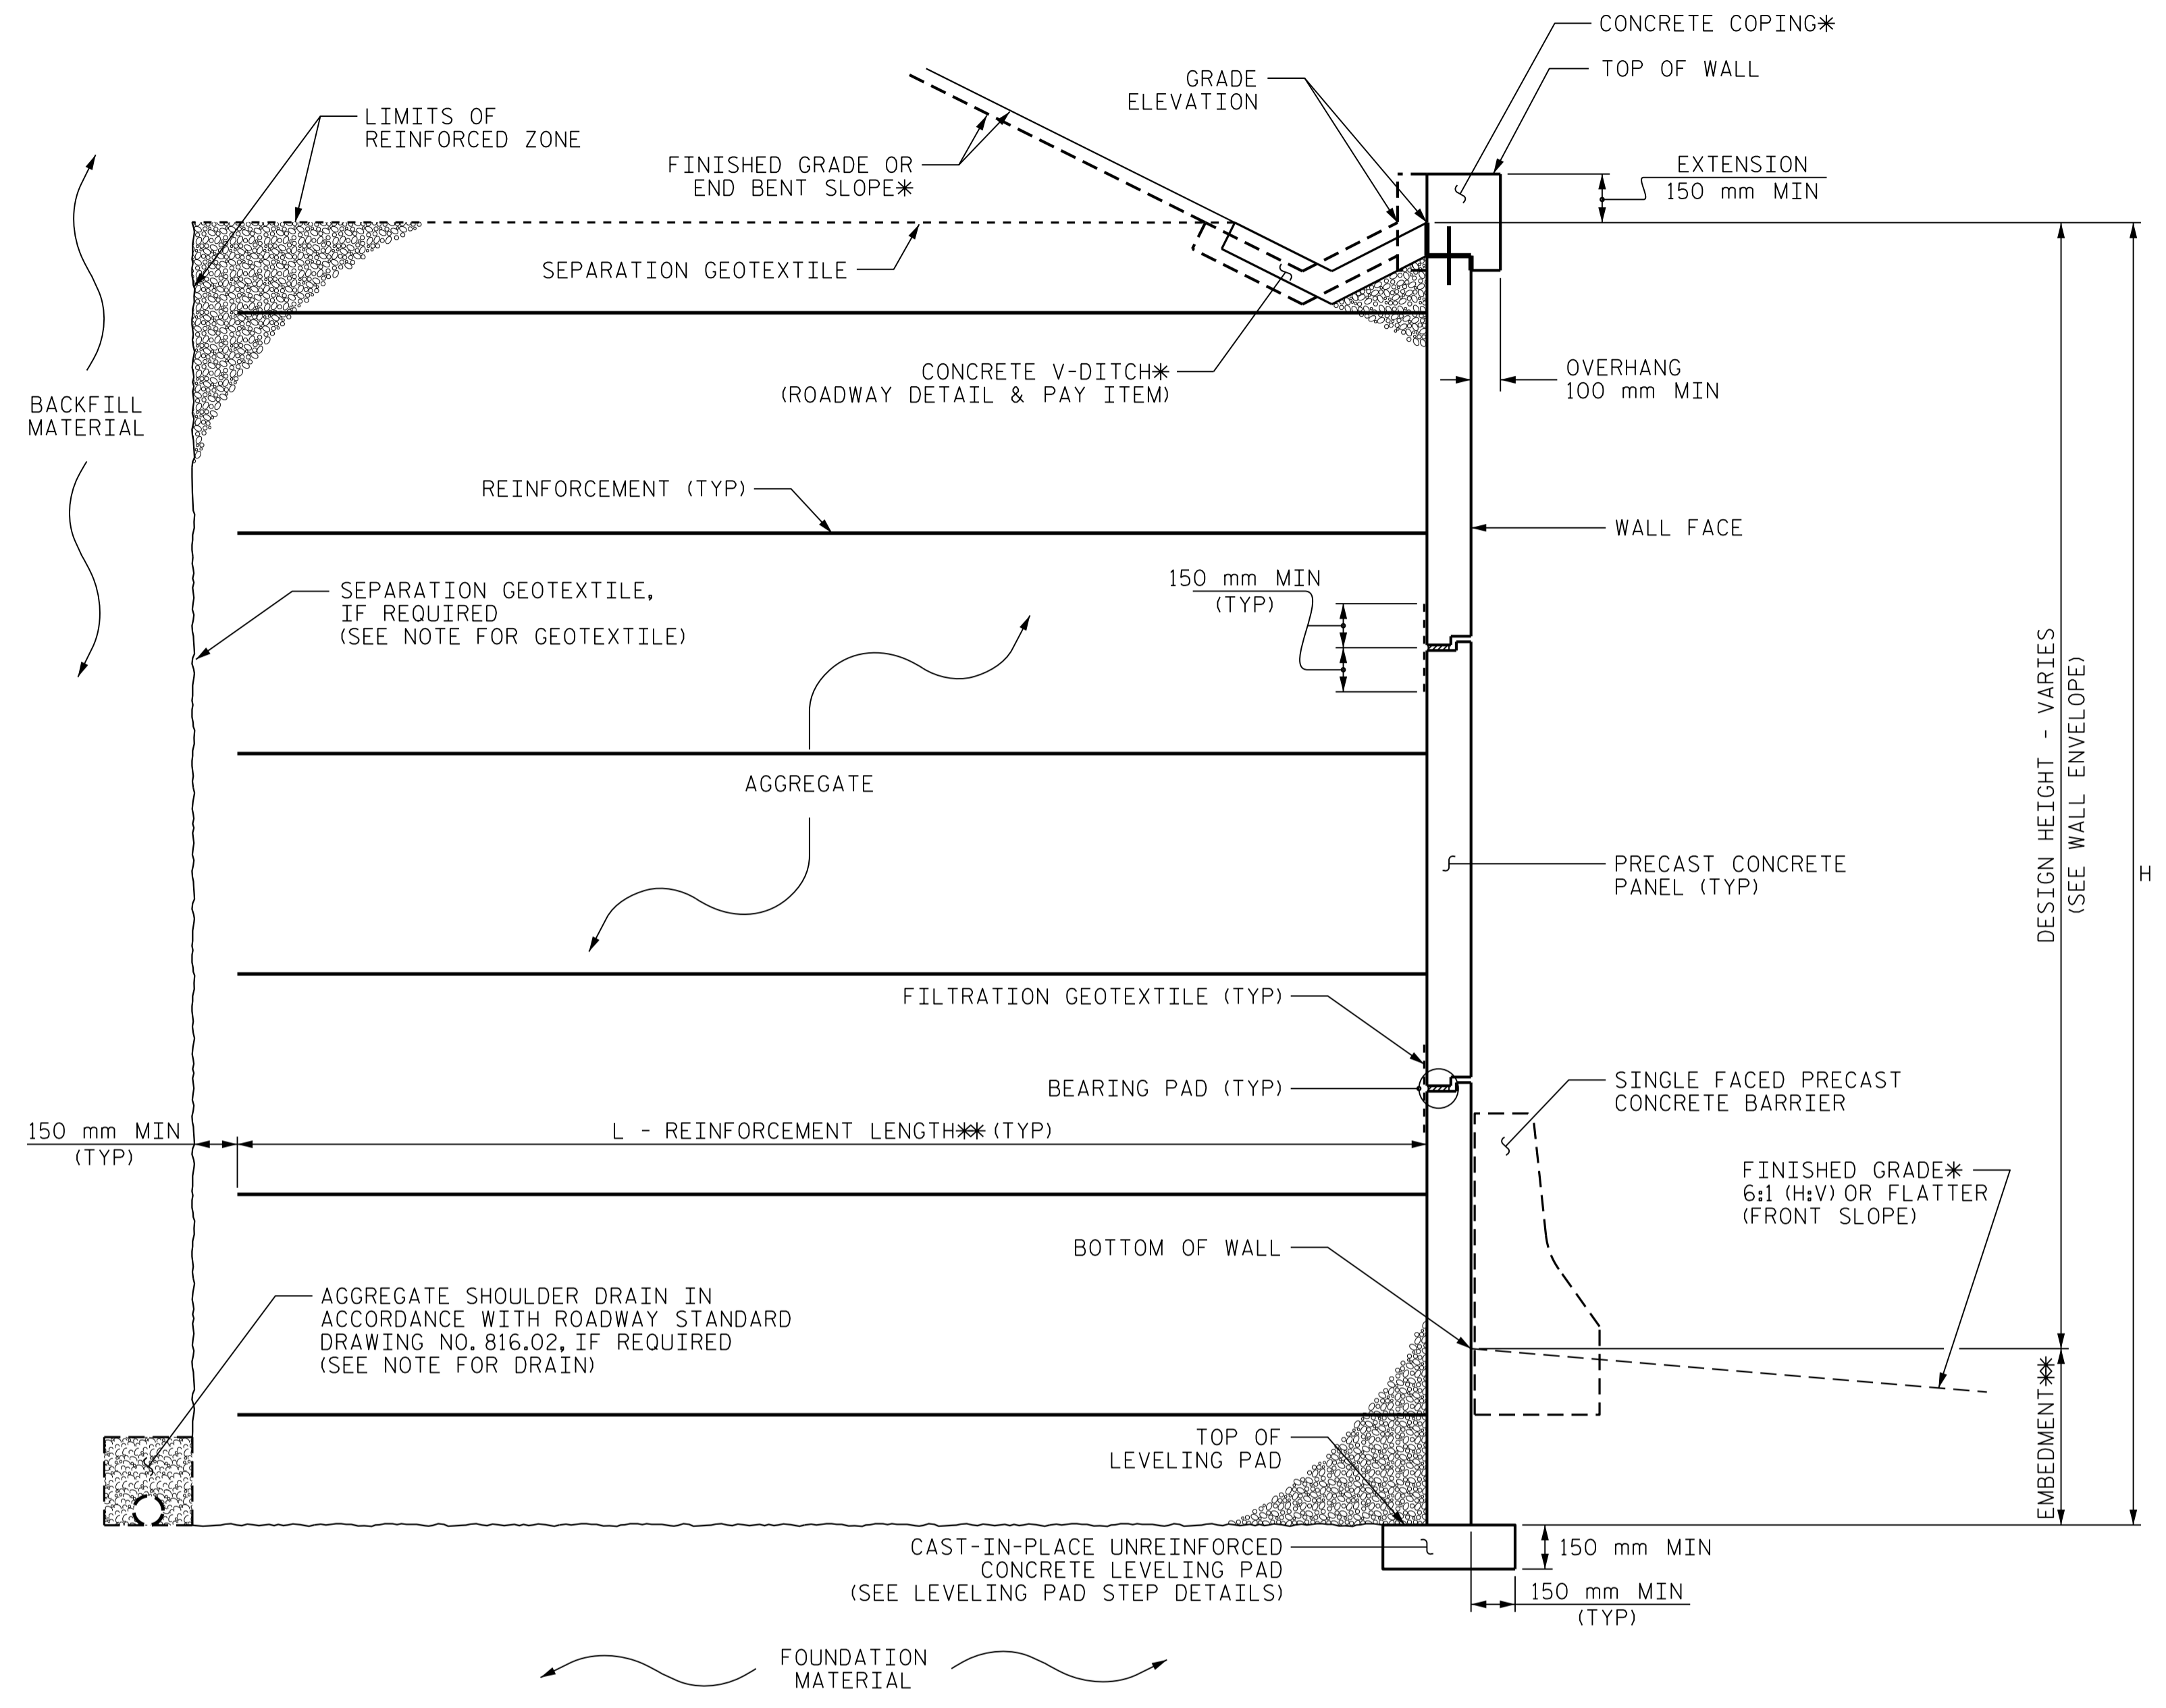 CONCRETE COPING*
TOP OF WALL
GRADE
ELEVATION
LIMITS OF
REINFORCED ZONE
FINISHED GRADE OR
END BENT SLOPE*
EXTENSION
150 mm MIN
SEPARATION GEOTEXTILE
CONCRETE V-DITCH*
(ROADWAY DETAIL & PAY ITEM)
OVERHANG
100 mm MIN
BACKFILL
MATERIAL
REINFORCEMENT (TYP)
WALL FACE
SEPARATION GEOTEXTILE,
IF REQUIRED
(SEE NOTE FOR GEOTEXTILE)
150 mm MIN
(TYP)
AGGREGATE
DESIGN HEIGHT - VARIES
(SEE WALL ENVELOPE)
H
PRECAST CONCRETE
PANEL (TYP)
FILTRATION GEOTEXTILE (TYP)
BEARING PAD (TYP)
SINGLE FACED PRECAST
CONCRETE BARRIER
150 mm MIN
(TYP)
L - REINFORCEMENT LENGTH** (TYP)
FINISHED GRADE*
6:1 (H:V) OR FLATTER
(FRONT SLOPE)
BOTTOM OF WALL
AGGREGATE SHOULDER DRAIN IN
ACCORDANCE WITH ROADWAY STANDARD
DRAWING NO. 816.02, IF REQUIRED
(SEE NOTE FOR DRAIN)
EMBEDMENT**
TOP OF
LEVELING PAD
CAST-IN-PLACE UNREINFORCED
CONCRETE LEVELING PAD
(SEE LEVELING PAD STEP DETAILS)
150 mm MIN
150 mm MIN
(TYP)
FOUNDATION
MATERIAL